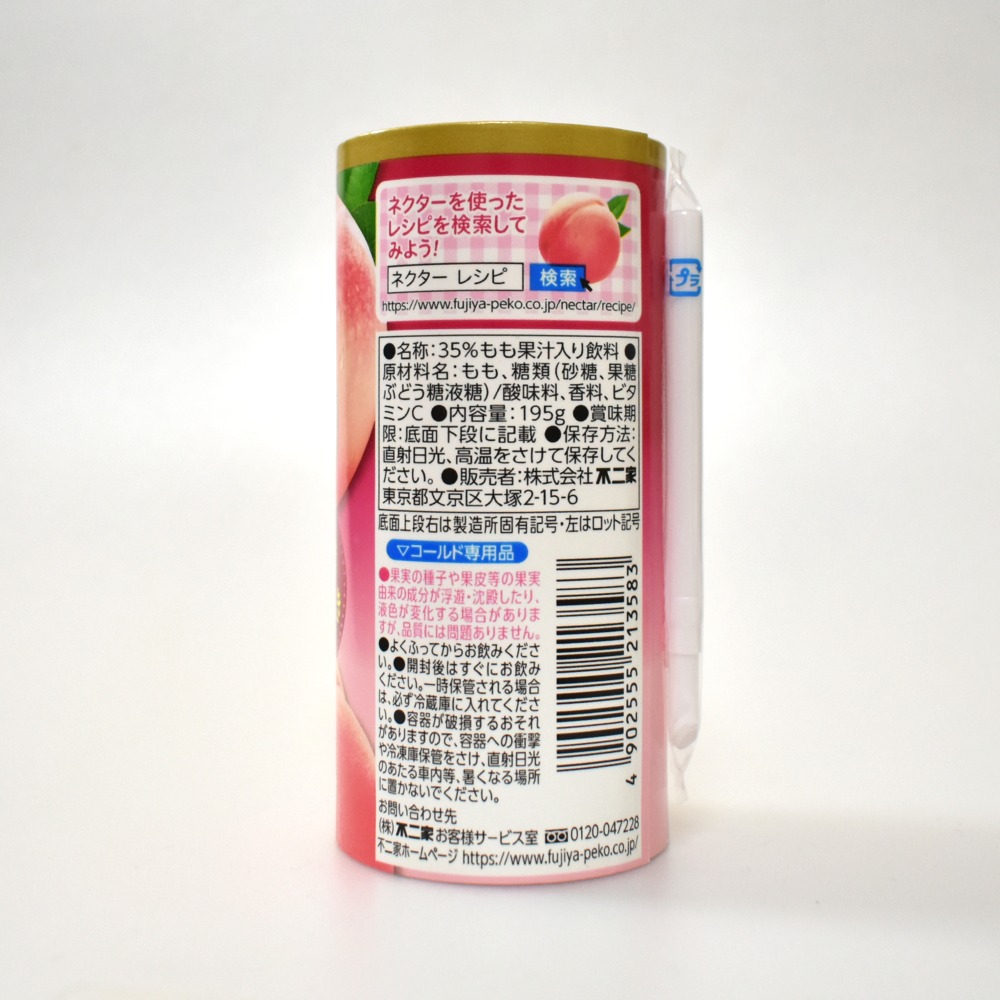 ネクターを使った
レシピを検索して
みよう!
ネクター レシピ 検索
https://www.fujiya-peko.co.jp/nectar/recipe/
●名称:35%もも果汁入り飲料 ●
原材料名:もも、糖類(砂糖、果糖
ぶどう糖液糖)/酸味料、香料、ビタ
ミンC ●内容量:195g ●賞味期
限:底面下段に記載 ●保存方法:
直射日光、高温をさけて保存してく
ださい。●販売者:株式会社 不二家
東京都文京区大塚2-15-6
底面上段右は製造所固有記号・左はロット記号
▽コールド専用品
●果実の種子や果皮等の果実
由来の成分が浮遊・沈殿したり、
液色が変化する場合がありま
すが、品質には問題ありません。
●よくふってからお飲みくださ
い。●開封後はすぐにお飲み
ください。一時保管される場合
は、必ず冷蔵庫に入れてくださ
い。●容器が破損するおそれ
がありますので、容器への衝撃
や冷凍庫保管をさけ、直射日光
のあたる車内等、暑くなる場所
に置かないでください。
4 902555 213583
お問い合わせ先
(株)不二家お客様サービス室 0120-047228
不二家ホームページ https://www.fujiya-peko.co.jp/
プラ